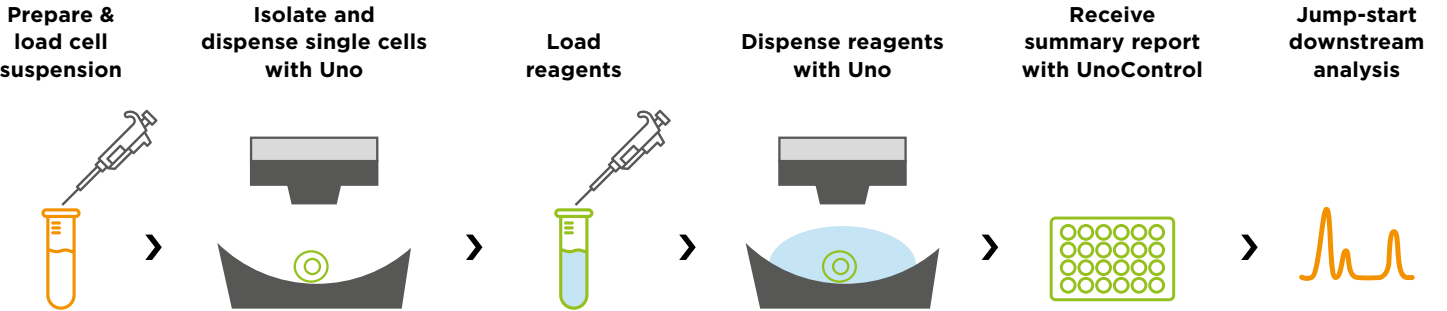 Prepare &
load cell
suspension
Isolate and
dispense single cells
with Uno
Load
reagents
Dispense reagents
with Uno
Receive
summary report
with UnoControl
Jump-start
downstream
analysis